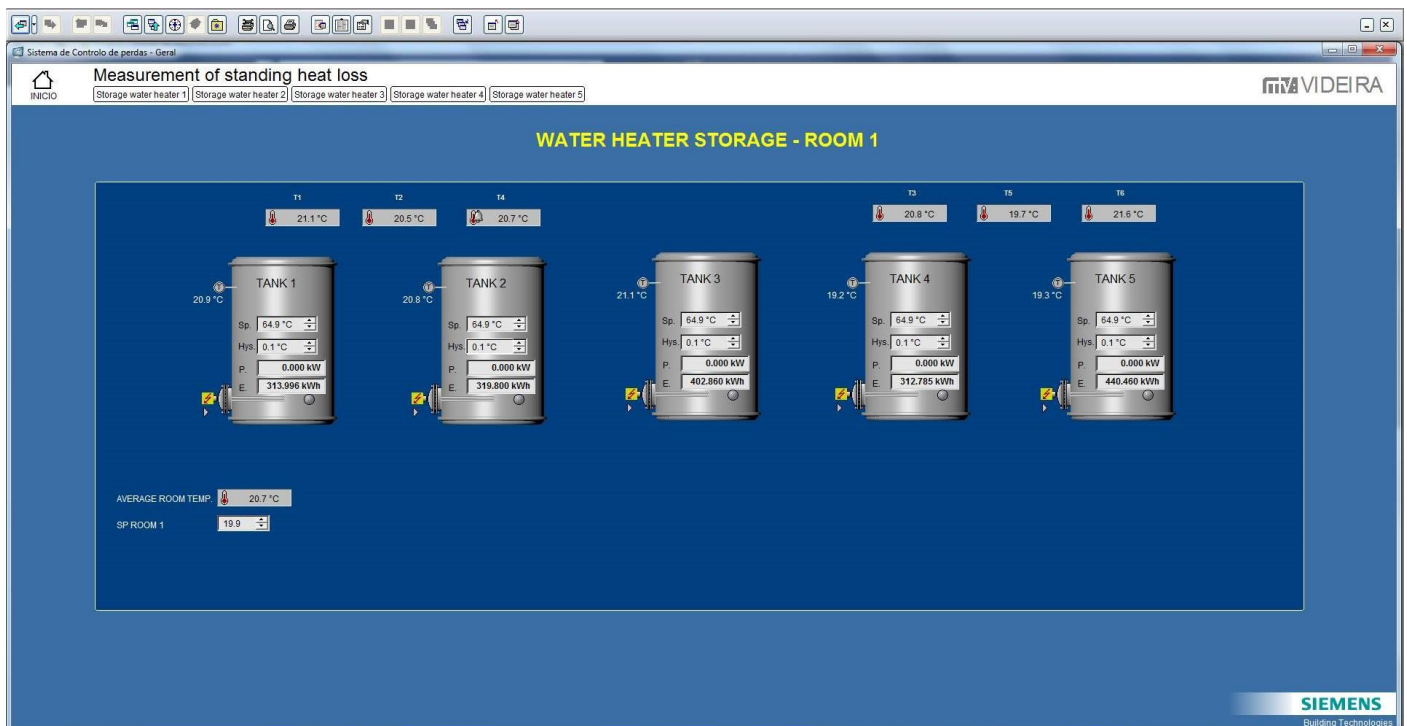 Sistema de Controlo de perdas - Geral
INICIO
Measurement of standing heat loss
Storage water heater 1 Storage water heater 2 Storage water heater 3 Storage water heater 4 Storage water heater 5
VIDEIRA
WATER HEATER STORAGE - ROOM 1
T1 T2 T4 T3 T5 T6
21.1 °C 20.5 °C 20.7 °C 20.8 °C 19.7 °C 21.6 °C
TANK 1
20.9 °C
Sp. 64.9 °C
Hys. 0.1 °C
P. 0.000 kW
E. 313.996 kWh
TANK 2
20.8 °C
Sp. 64.9 °C
Hys. 0.1 °C
P. 0.000 kW
E. 319.800 kWh
TANK 3
21.1 °C
Sp. 64.9 °C
Hys. 0.1 °C
P. 0.000 kW
E. 402.860 kWh
TANK 4
19.2 °C
Sp. 64.9 °C
Hys. 0.1 °C
P. 0.000 kW
E. 312.785 kWh
TANK 5
19.3 °C
Sp. 64.9 °C
Hys. 0.1 °C
P. 0.000 kW
E. 440.460 kWh
AVERAGE ROOM TEMP. 20.7 °C
SP ROOM 1 19.9
SIEMENS
Building Technologies